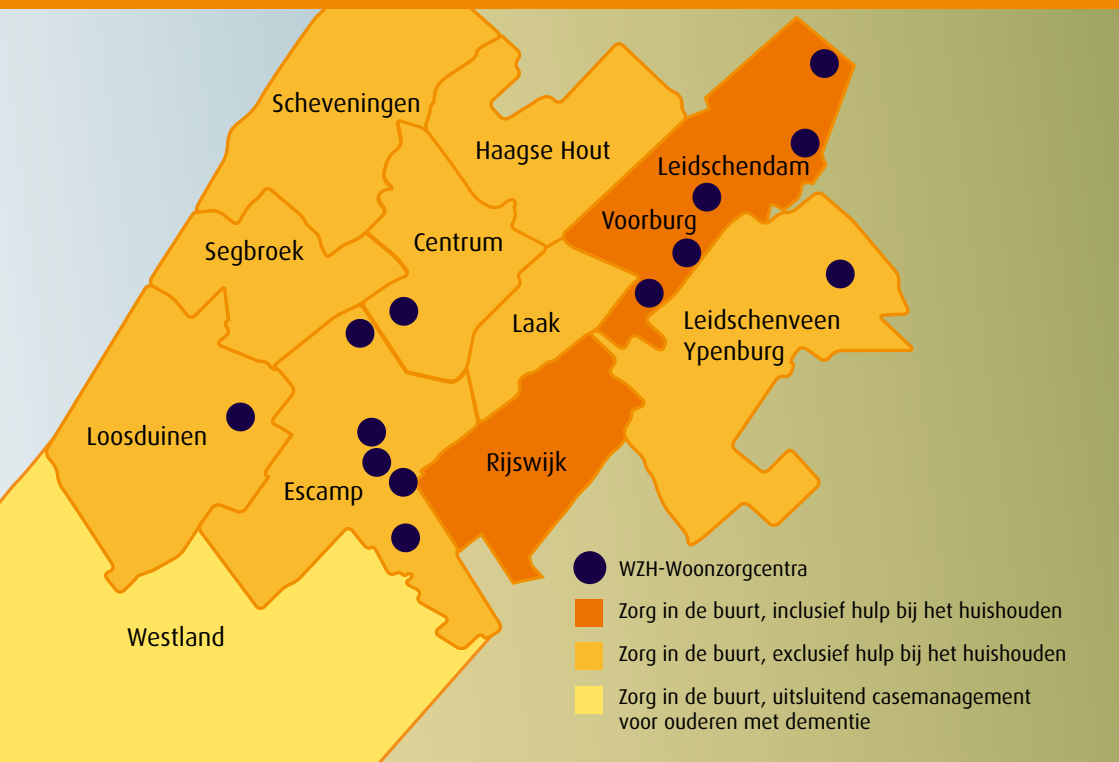 Scheveningen
Haagse Hout
Leidschendam
Voorburg
Segbroek
Centrum
Laak
Leidschenveen
Ypenburg
Loosduinen
Rijswijk
Escamp
Westland
WZH-Woonzorgcentra
Zorg in de buurt, inclusief hulp bij het huishouden
Zorg in de buurt, exclusief hulp bij het huishouden
Zorg in de buurt, uitsluitend casemanagement
voor ouderen met dementie